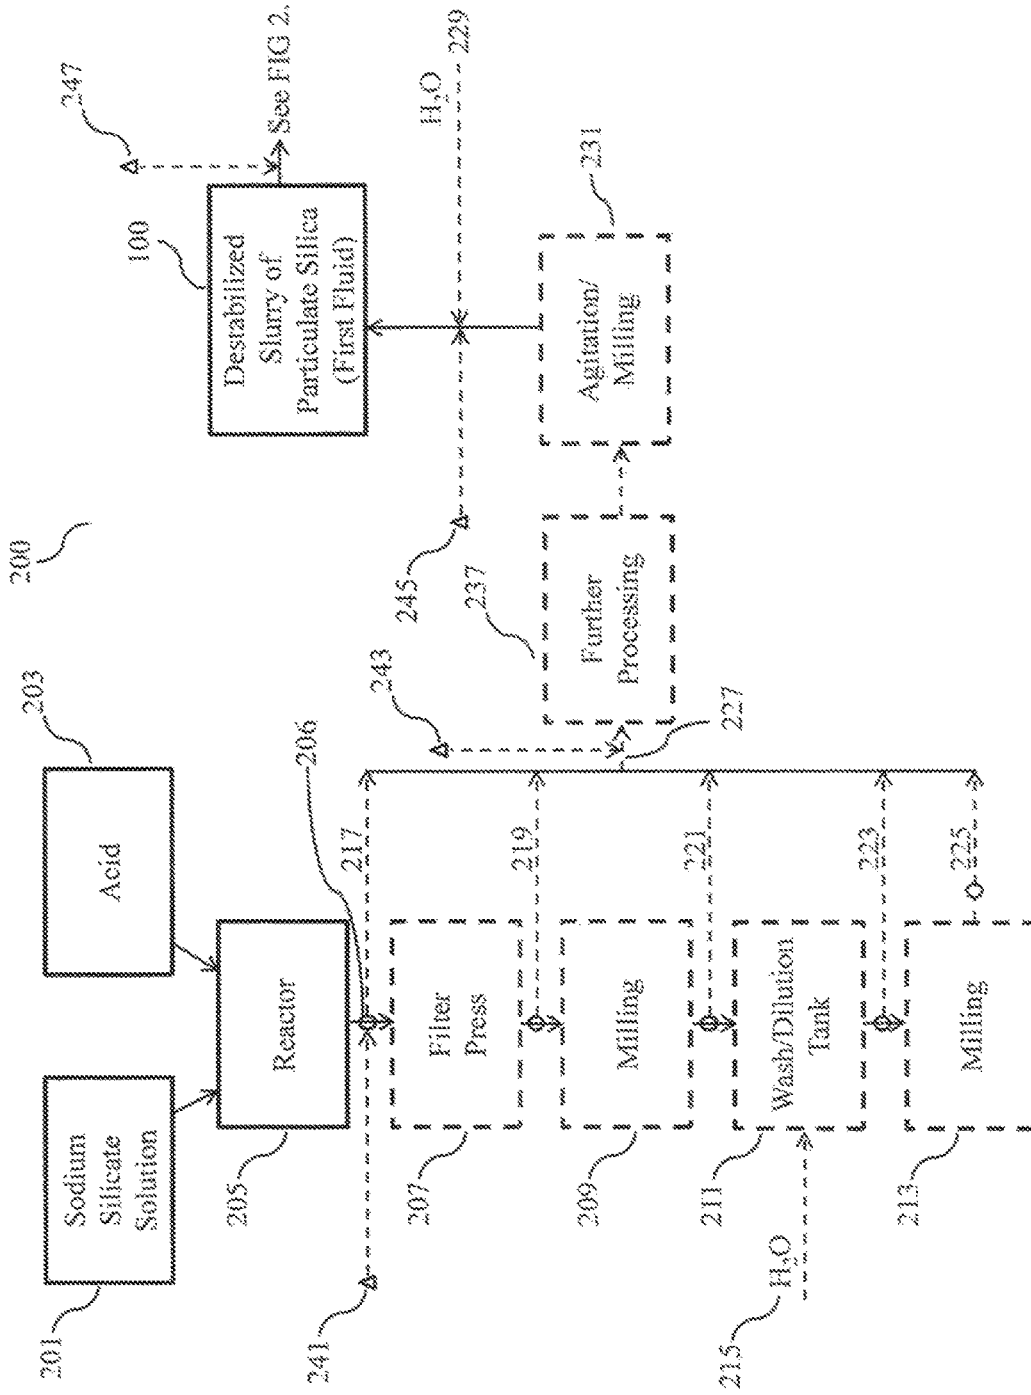 200
201
Sodium
Silicate
Solution
203
Acid
205
Reactor
206
241
217
207
Filter
Press
219
209
Milling
221
211
Wash/Dilution
Tank
215
H₂O
223
213
Milling
225
227
243
237
Further
Processing
231
Agitation/
Milling
245
H₂O
229
100
Destabilized
Slurry of
Particulate Silica
(First Fluid)
247
See FIG 2.